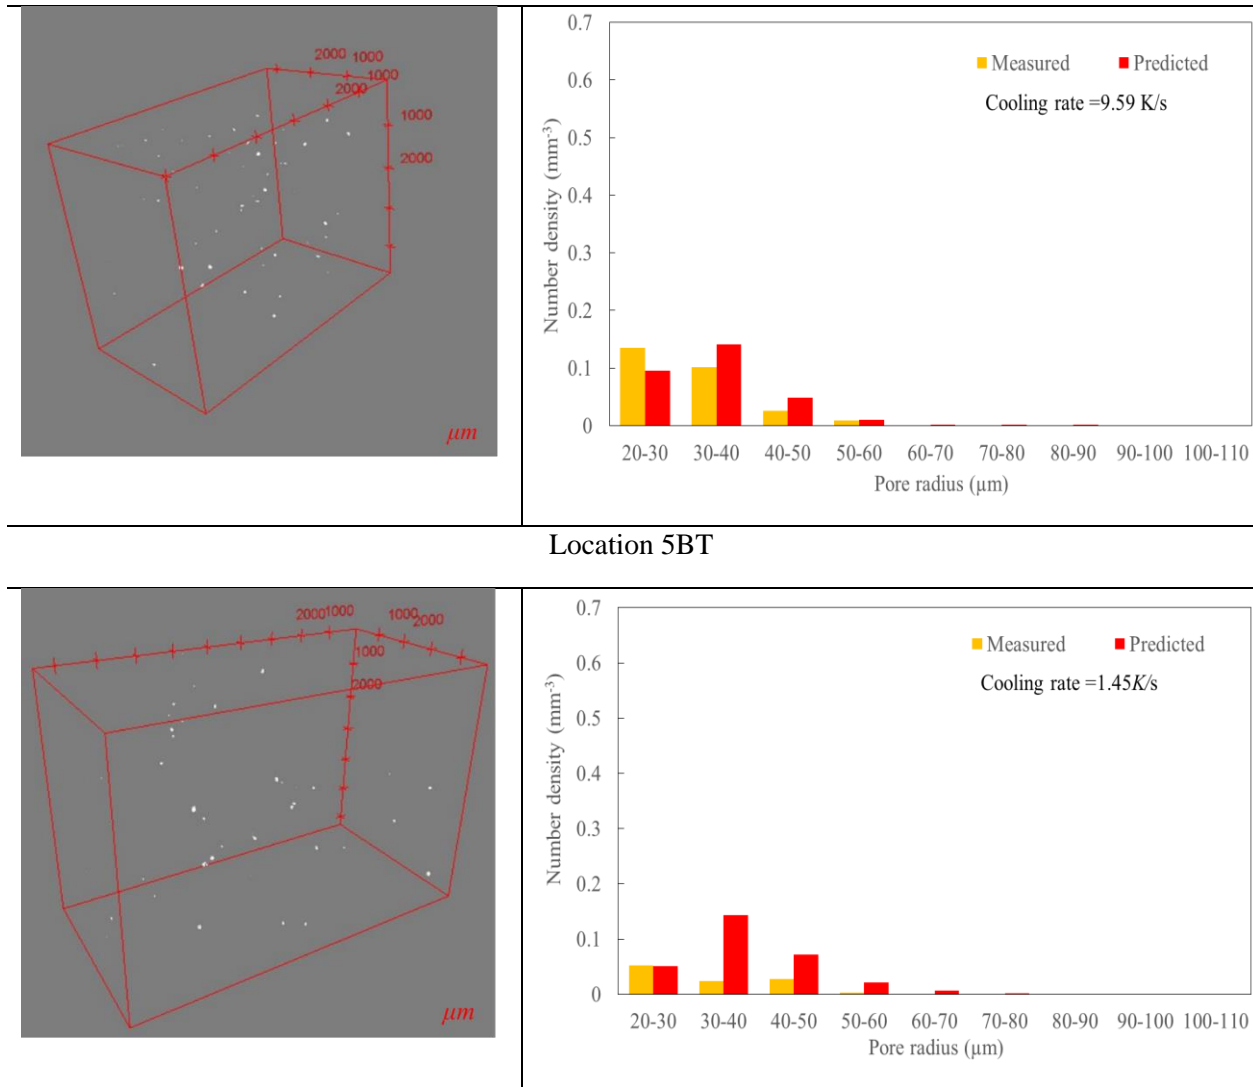 2000 1000
1000
2000
1000
2000
μm
0.7
0.6
0.5
0.4
0.3
0.2
0.1
0
Number density (mm-3)
Measured Predicted
Cooling rate =9.59 K/s
20-30 30-40 40-50 50-60 60-70 70-80 80-90 90-100 100-110
Pore radius (μm)
Location 5BT
2000 1000 1000
2000
1000
2000
μm
0.7
0.6
0.5
0.4
0.3
0.2
0.1
0
Number density (mm-3)
Measured Predicted
Cooling rate =1.45K/s
20-30 30-40 40-50 50-60 60-70 70-80 80-90 90-100 100-110
Pore radius (μm)